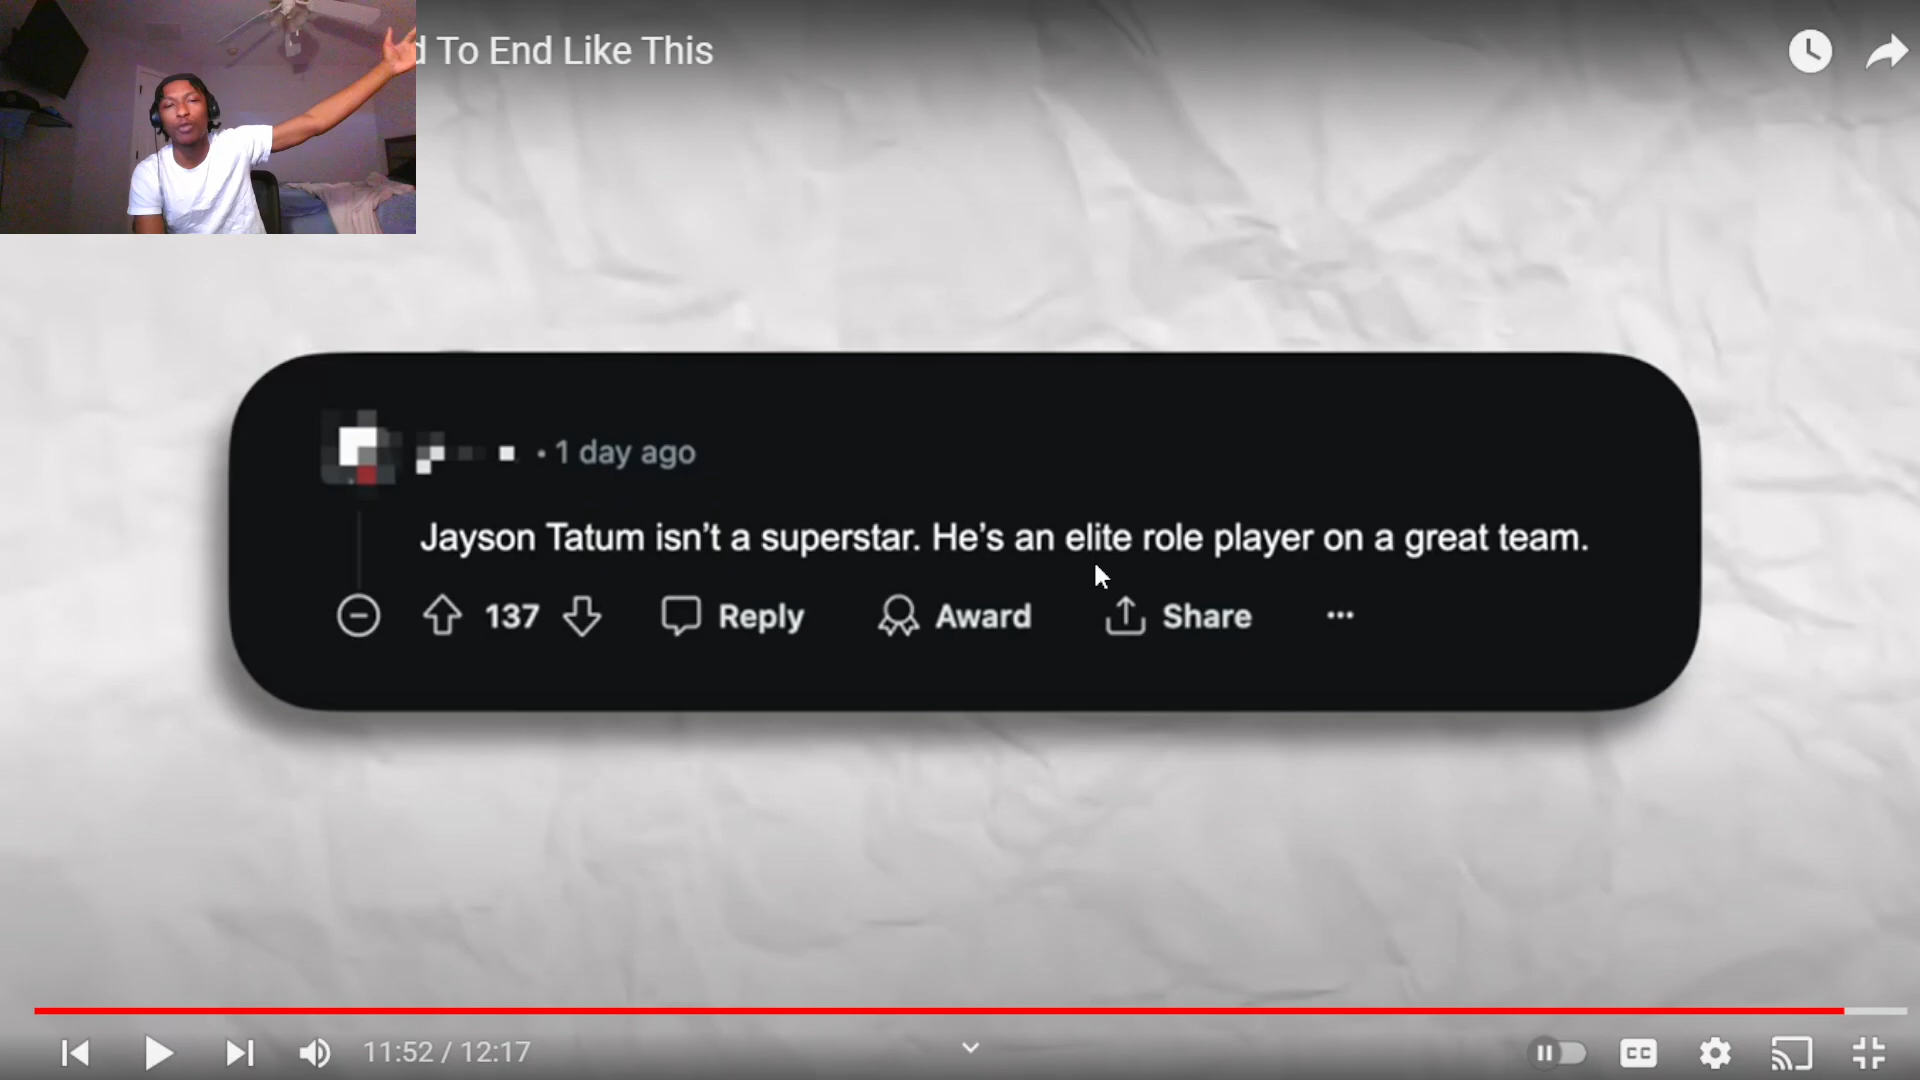 d To End Like This
• 1 day ago
Jayson Tatum isn’t a superstar. He’s an elite role player on a great team.
137 Reply Award Share ...
11:52 / 12:17 CC